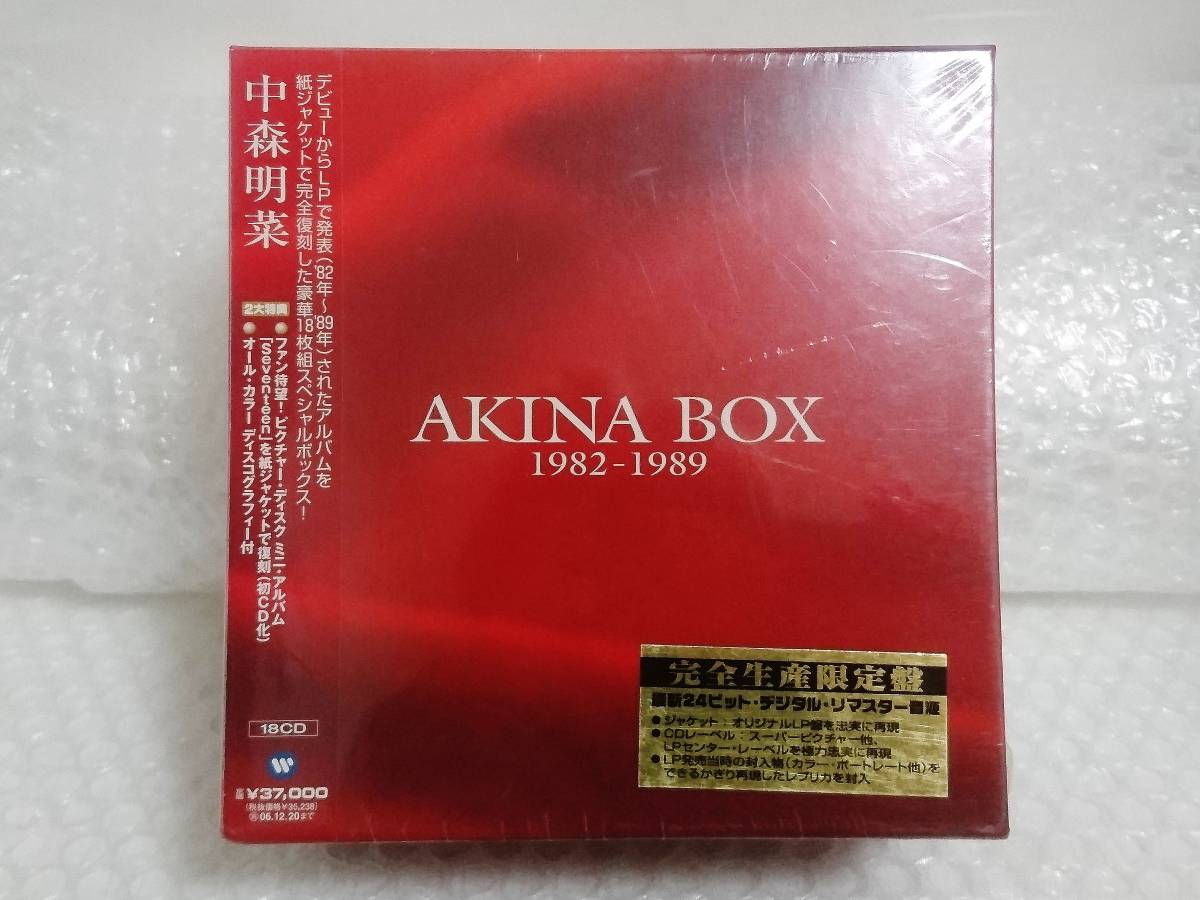 中森明菜
デビューからLPで発表('82年〜'89年)されたアルバムを
紙ジャケットで完全復刻した豪華18枚組スペシャルボックス!
2大特典
●ファン待望!ピクチャー・ディスク ミニ・アルバム
「Seventeen」を紙ジャケットで復刻(初CD化)
●オール・カラー ディスコグラフィー付
18CD
¥37,000
(税抜価格¥35,238)
06.12.20まで
AKINA BOX
1982-1989
完全生産限定盤
最新24ビット・デジタル・リマスター音源
●ジャケット:オリジナルLP盤を忠実に再現
●CDレーベル:スーパーピクチャー他、
LPセンター・レーベルを極力忠実に再現
●LP発売当時の封入物(カラー・ポートレート他)を
できるかぎり再現したレプリカを封入